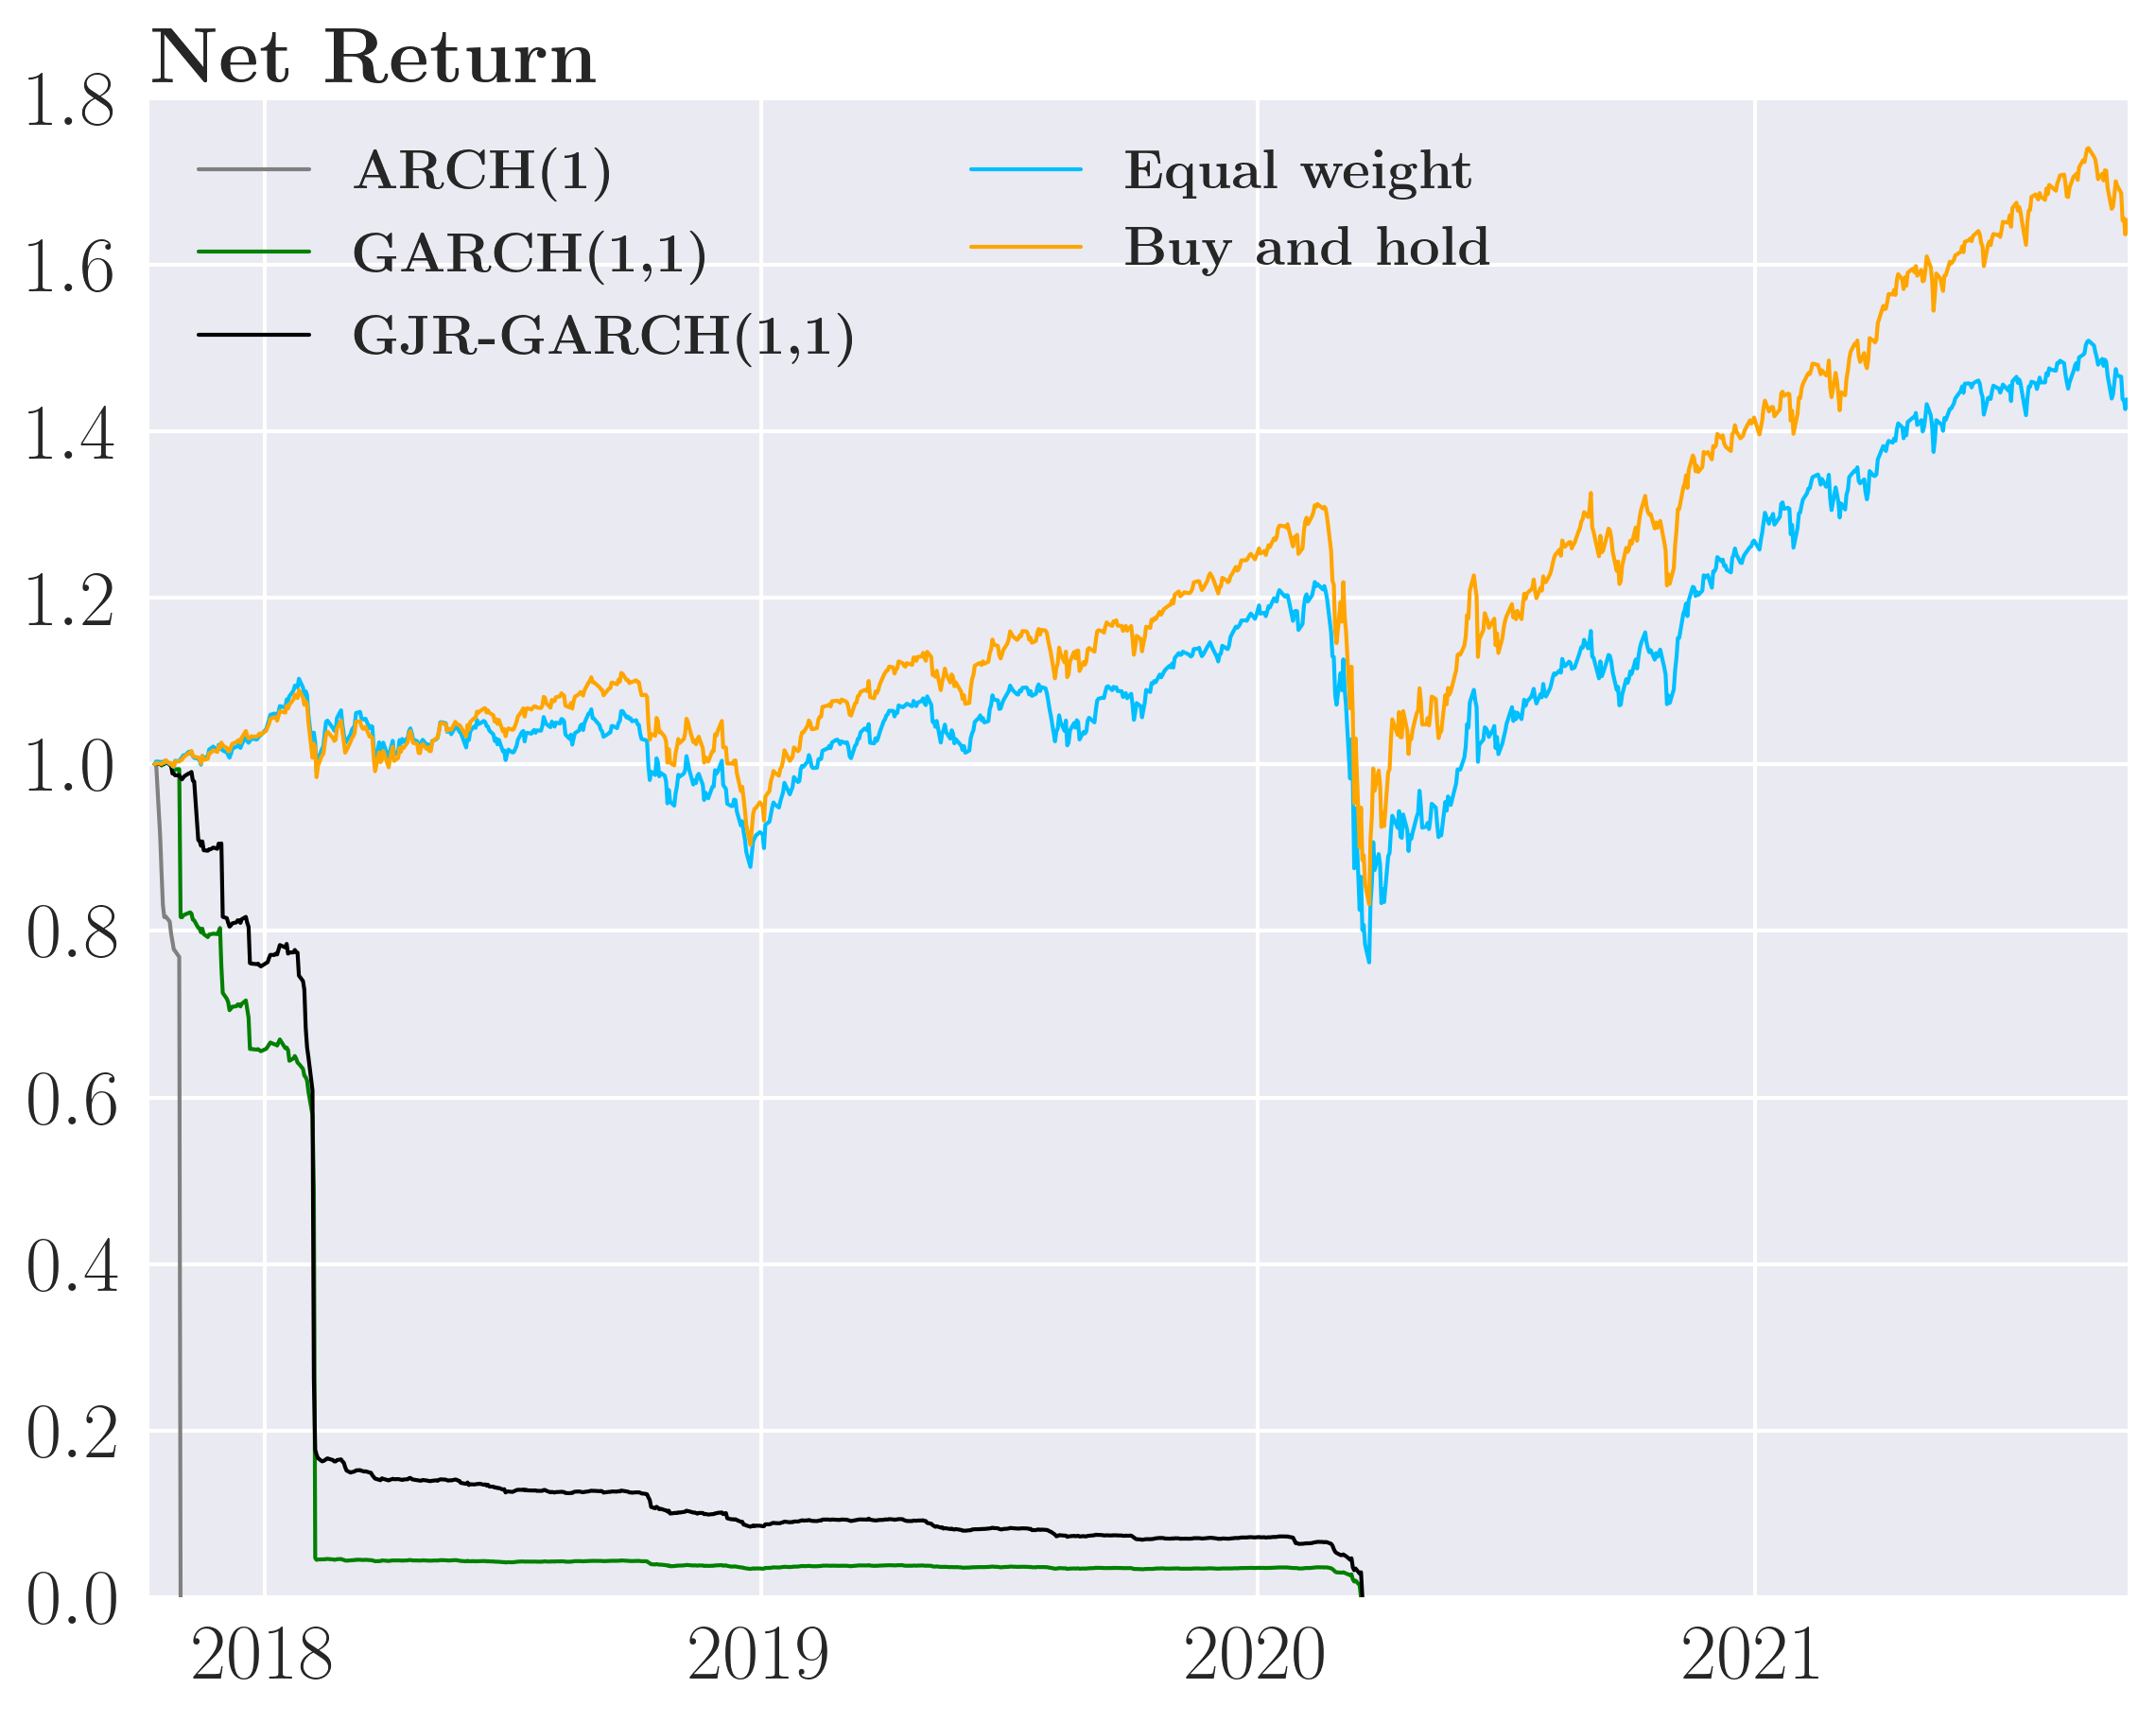 Net Return
1.8
1.6
1.4
1.2
1.0
0.8
0.6
0.4
0.2
0.0
ARCH(1)
GARCH(1,1)
GJR-GARCH(1,1)
Equal weight
Buy and hold
2018
2019
2020
2021